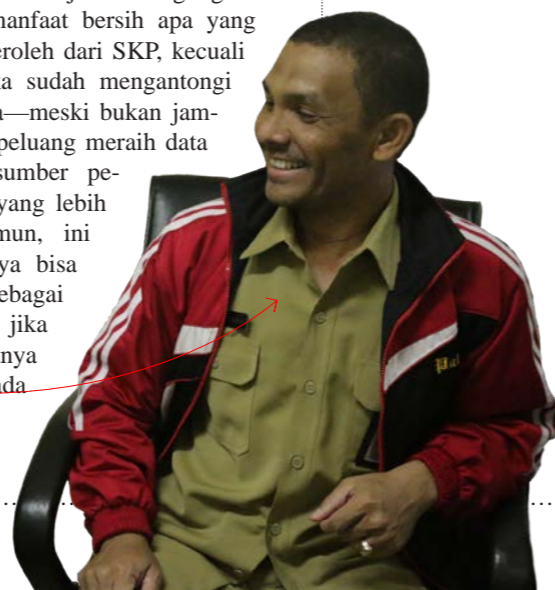 manfaat bersih apa yang
eroleh dari SKP, kecuali
ka sudah mengantongi
a—meski bukan jam-
peluang meraih data
sumber pe-
yang lebih
mun, ini
ya bisa
ebagai
jika
nya